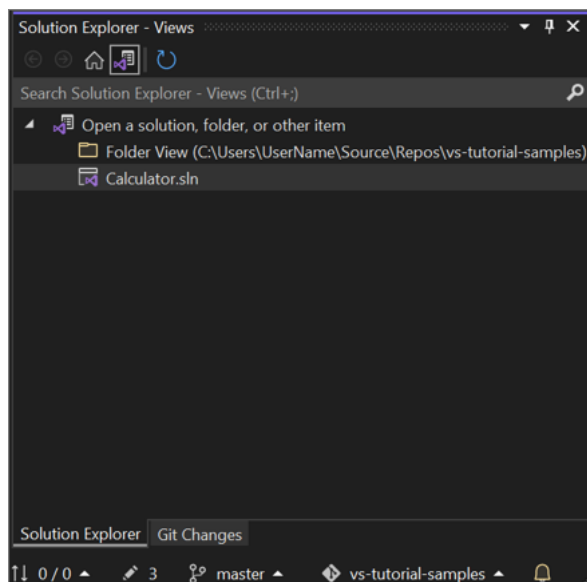 Solution Explorer - Views
Search Solution Explorer - Views (Ctrl+;)
Open a solution, folder, or other item
Folder View (C:\Users\UserName\Source\Repos\vs-tutorial-samples)
Calculator.sln
Solution Explorer Git Changes
0 / 0 3 master vs-tutorial-samples